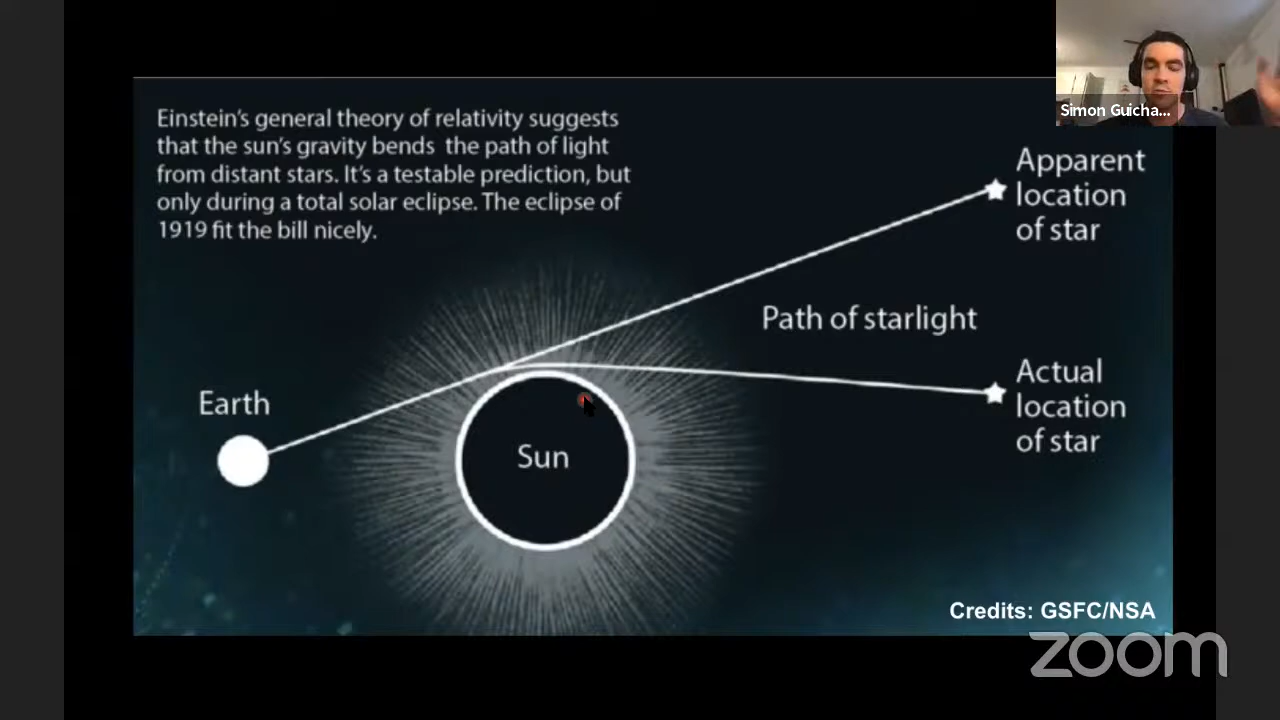 Einstein's general theory of relativity suggests
that the sun's gravity bends the path of light
from distant stars. It's a testable prediction, but
only during a total solar eclipse. The eclipse of
1919 fit the bill nicely.
Simon Guicha...
Apparent
location
of star
Path of starlight
Earth
Actual
location
of star
Sun
Credits: GSFC/NSA
zoom